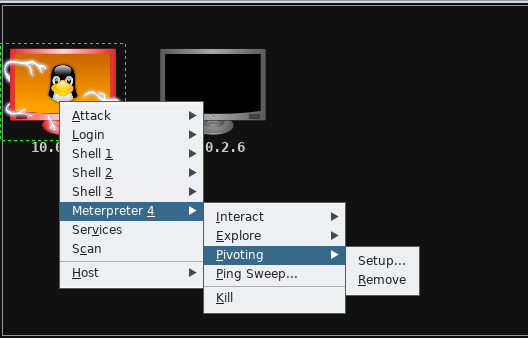 10.0
0.2.6
Attack
Login
Shell 1
Shell 2
Shell 3
Meterpreter 4
Services
Scan
Host
Interact
Explore
Pivoting
Ping Sweep...
Kill
Setup...
Remove